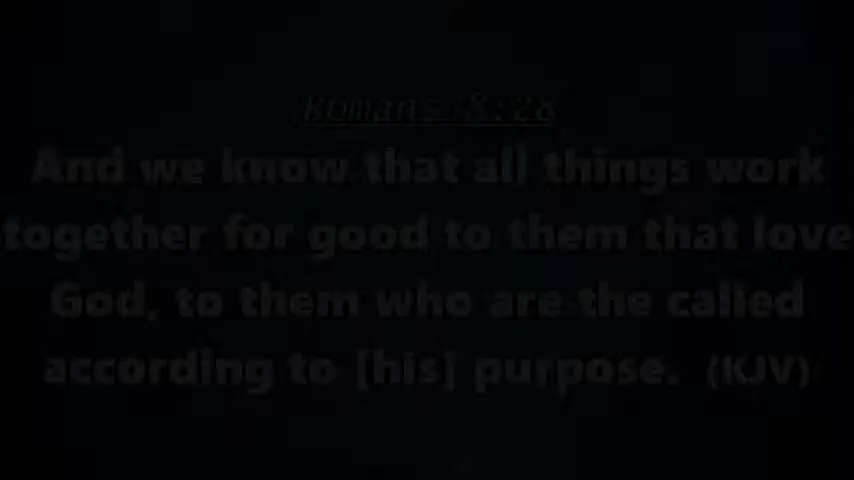 Romans 8:28
And we know that all things work
together for good to them that love
God, to them who are the called
according to [his] purpose. (KJV)